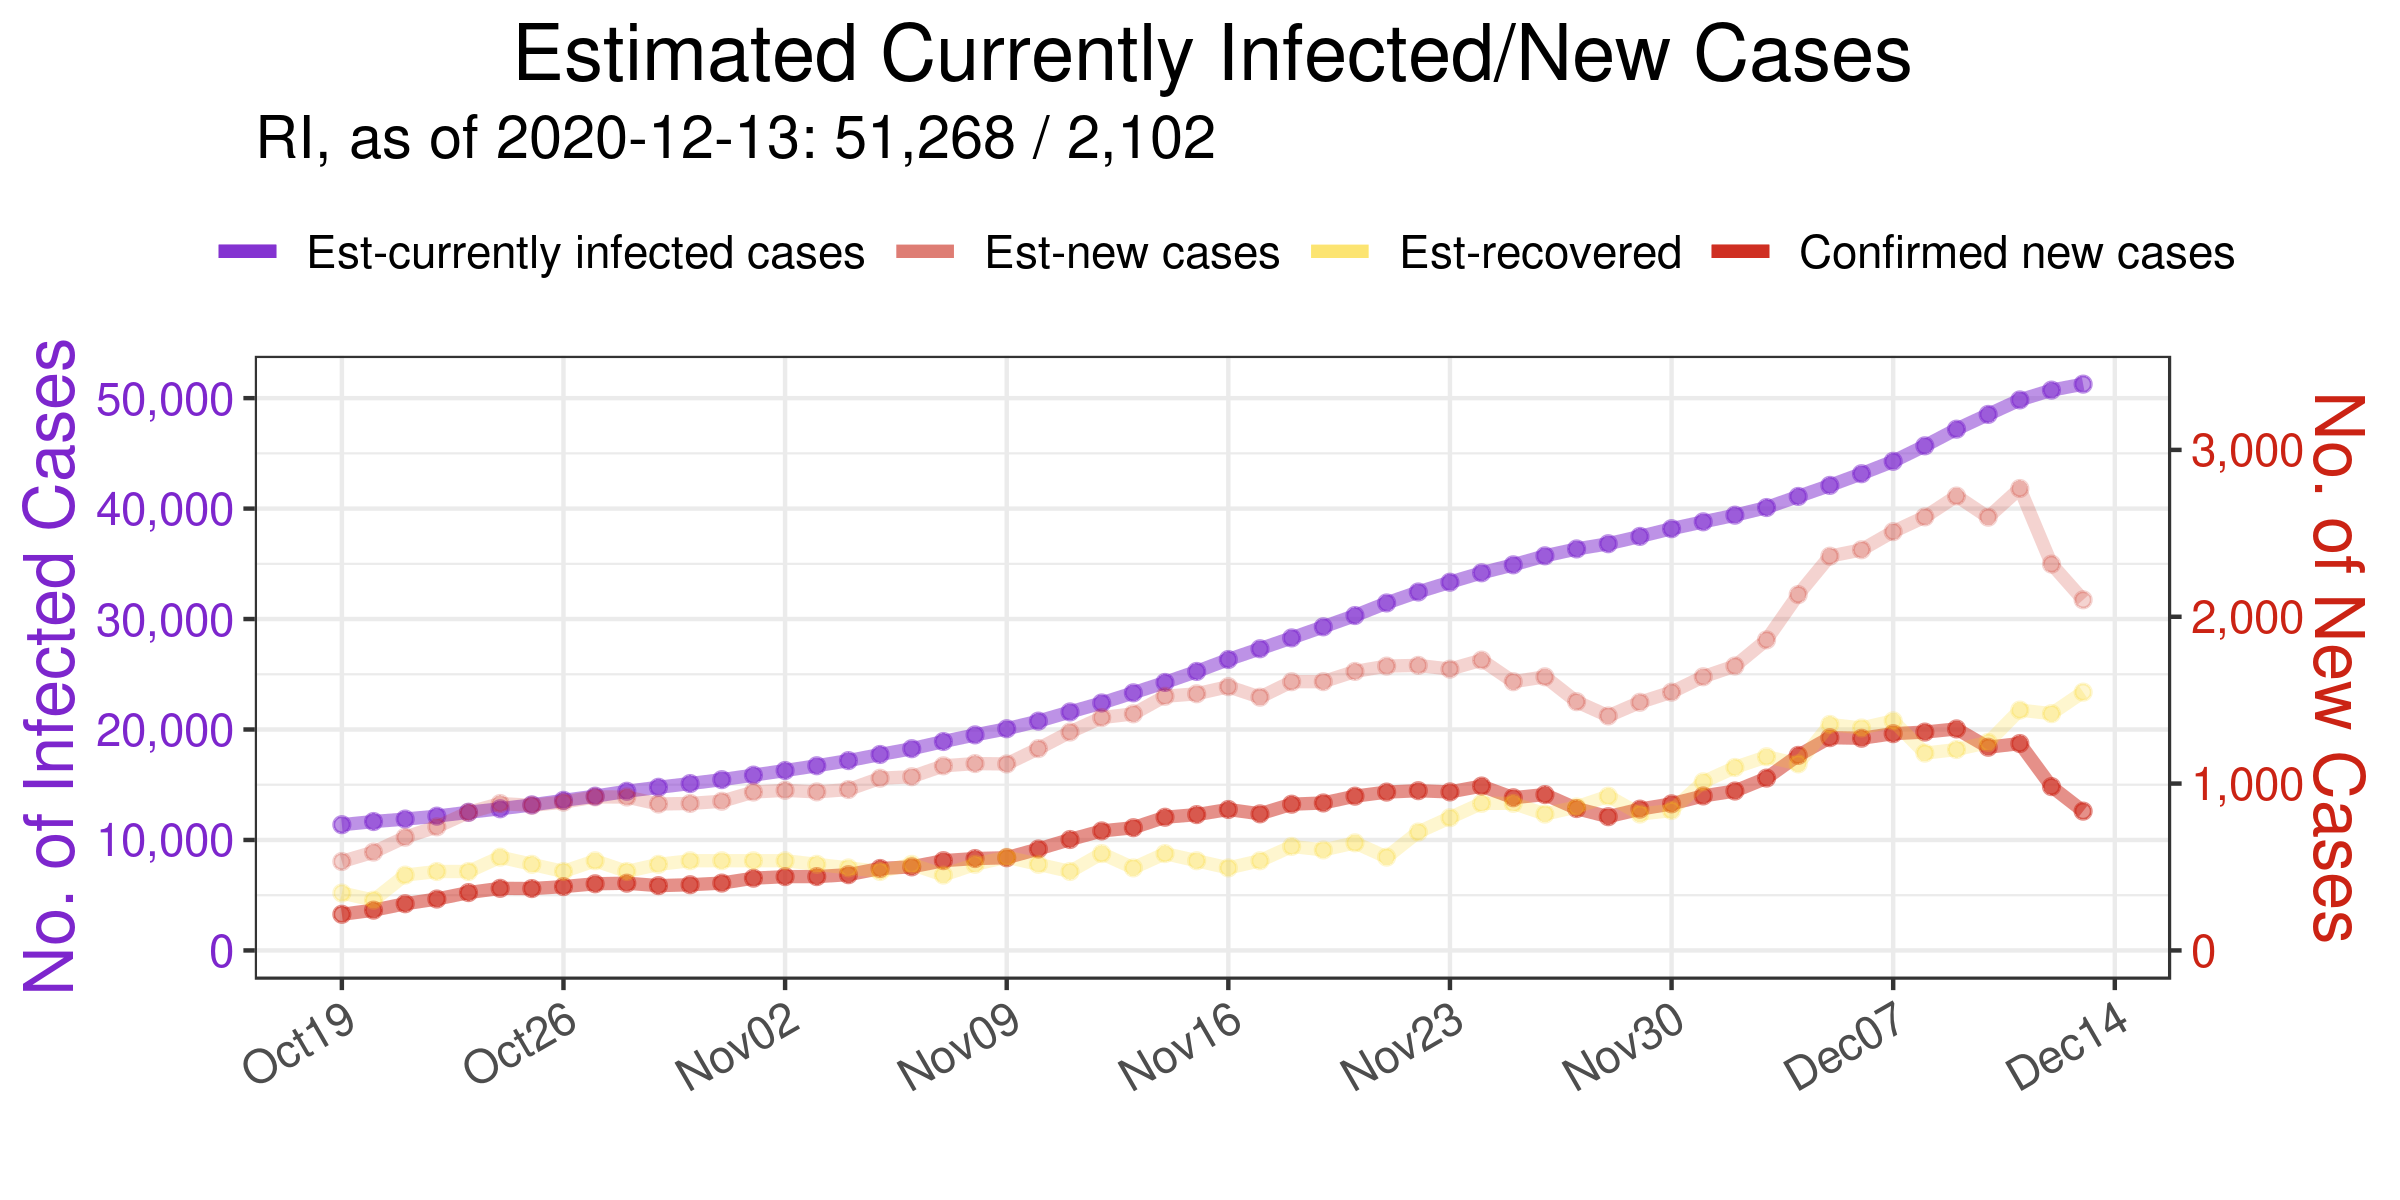 Estimated Currently Infected/New Cases
RI, as of 2020-12-13: 51,268 / 2,102
Est-currently infected cases
Est-new cases
Est-recovered
Confirmed new cases
No. of Infected Cases
50,000
40,000
30,000
20,000
10,000
0
3,000
2,000
1,000
0
No. of New Cases
Oct19
Oct26
Nov02
Nov09
Nov16
Nov23
Nov30
Dec07
Dec14